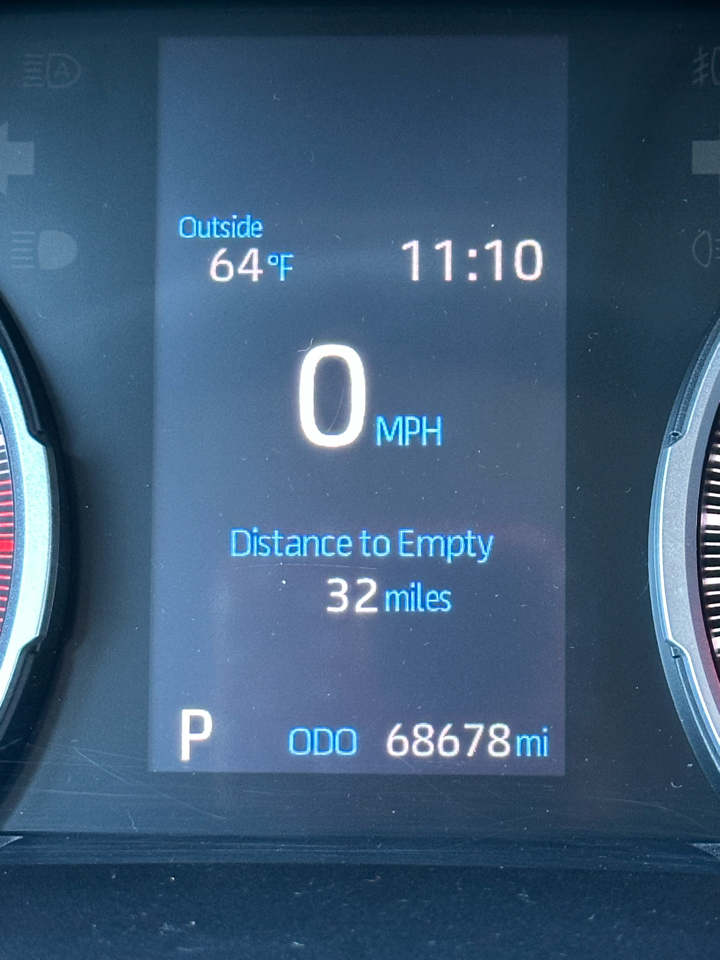 Outside
64°F 11:10
0 MPH
Distance to Empty
32 miles
P ODO 68678 mi